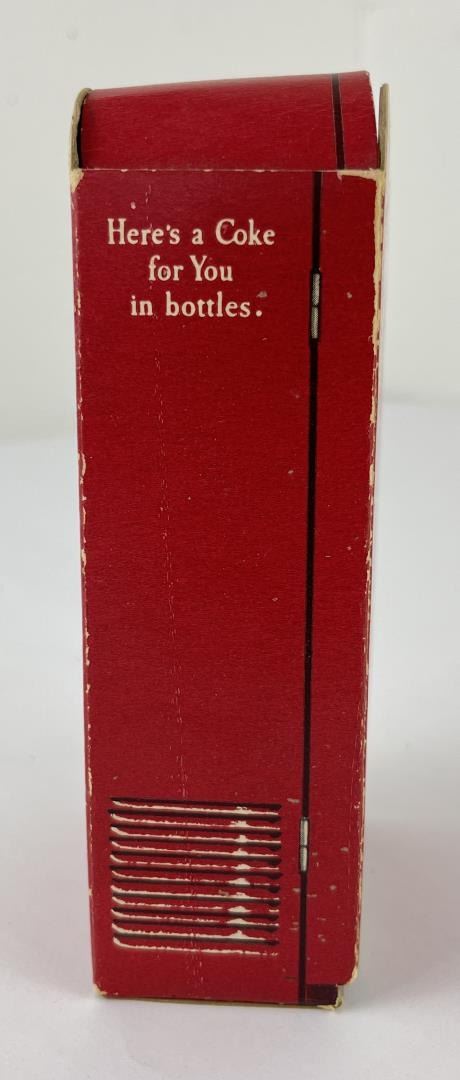 Here's a Coke
for You
in bottles.